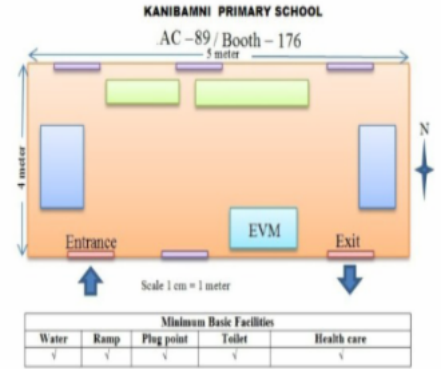 KANIBAMNI PRIMARY SCHOOL
AC – 89 / Booth – 176
5 meter
4 meter
N
EVM
Entrance
Exit
Scale 1 cm = 1 meter
Minimum Basic Facilities
Water Ramp Plug point Toilet Health care
√ √ √ √ √